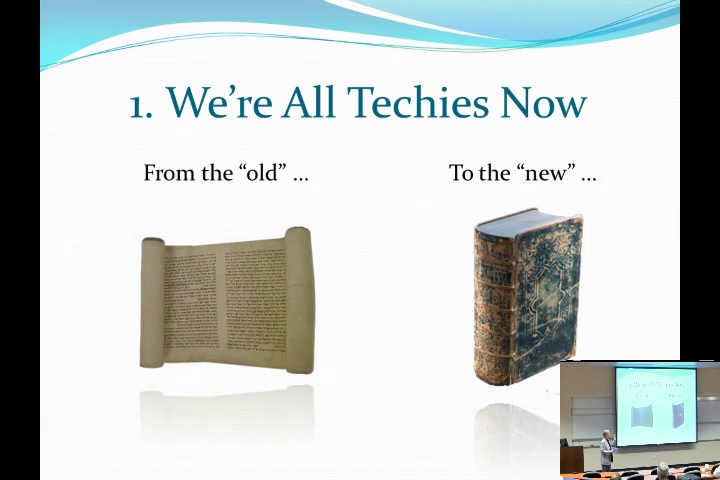 1. We're All Techies Now
From the “old” ...
To the “new” ...